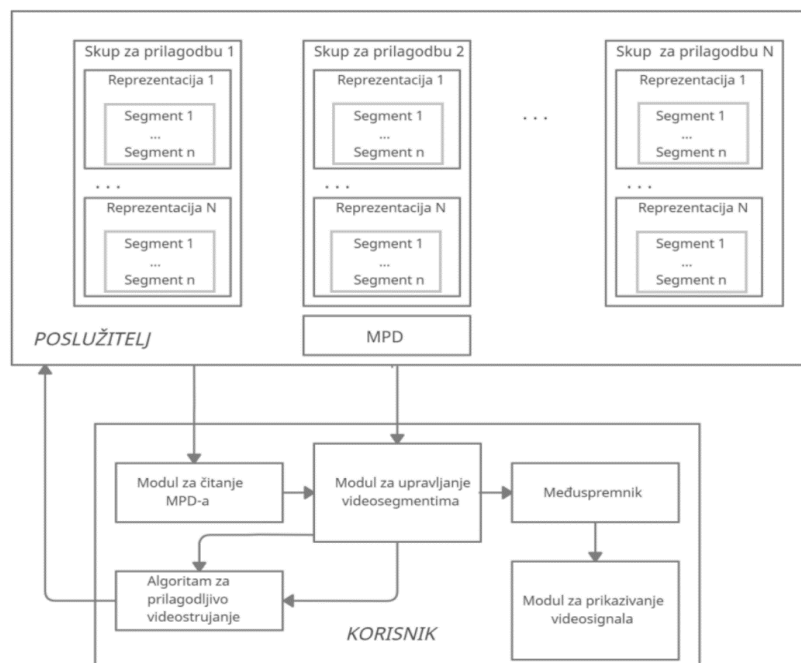 Skup za prilagodbu 1
Reprezentacija 1
Segment 1
...
Segment n
...
Reprezentacija N
Segment 1
...
Segment n
Skup za prilagodbu 2
Reprezentacija 1
Segment 1
...
Segment n
...
Reprezentacija N
Segment 1
...
Segment n
...
Skup za prilagodbu N
Reprezentacija 1
Segment 1
...
Segment n
...
Reprezentacija N
Segment 1
...
Segment n
POSLUŽITELJ
MPD
Modul za čitanje
MPD-a
Modul za upravljanje
videosegmentima
Međuspremnik
Algoritam za
prilagodljivo
videostrujanje
Modul za prikazivanje
videosignala
KORISNIK